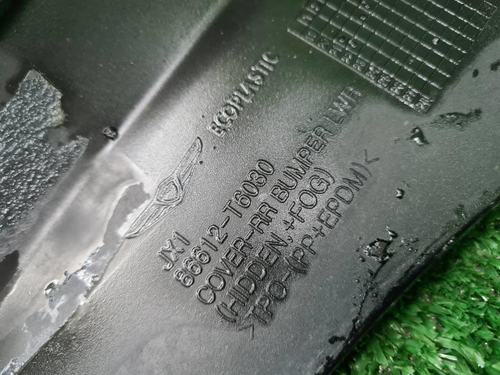 ECOPLASTIC
JX1
86612-T6030
COVER-RR BUMPER LWR
(HIDDEN, +FOG)
>TPO-(PP+EPDM)<